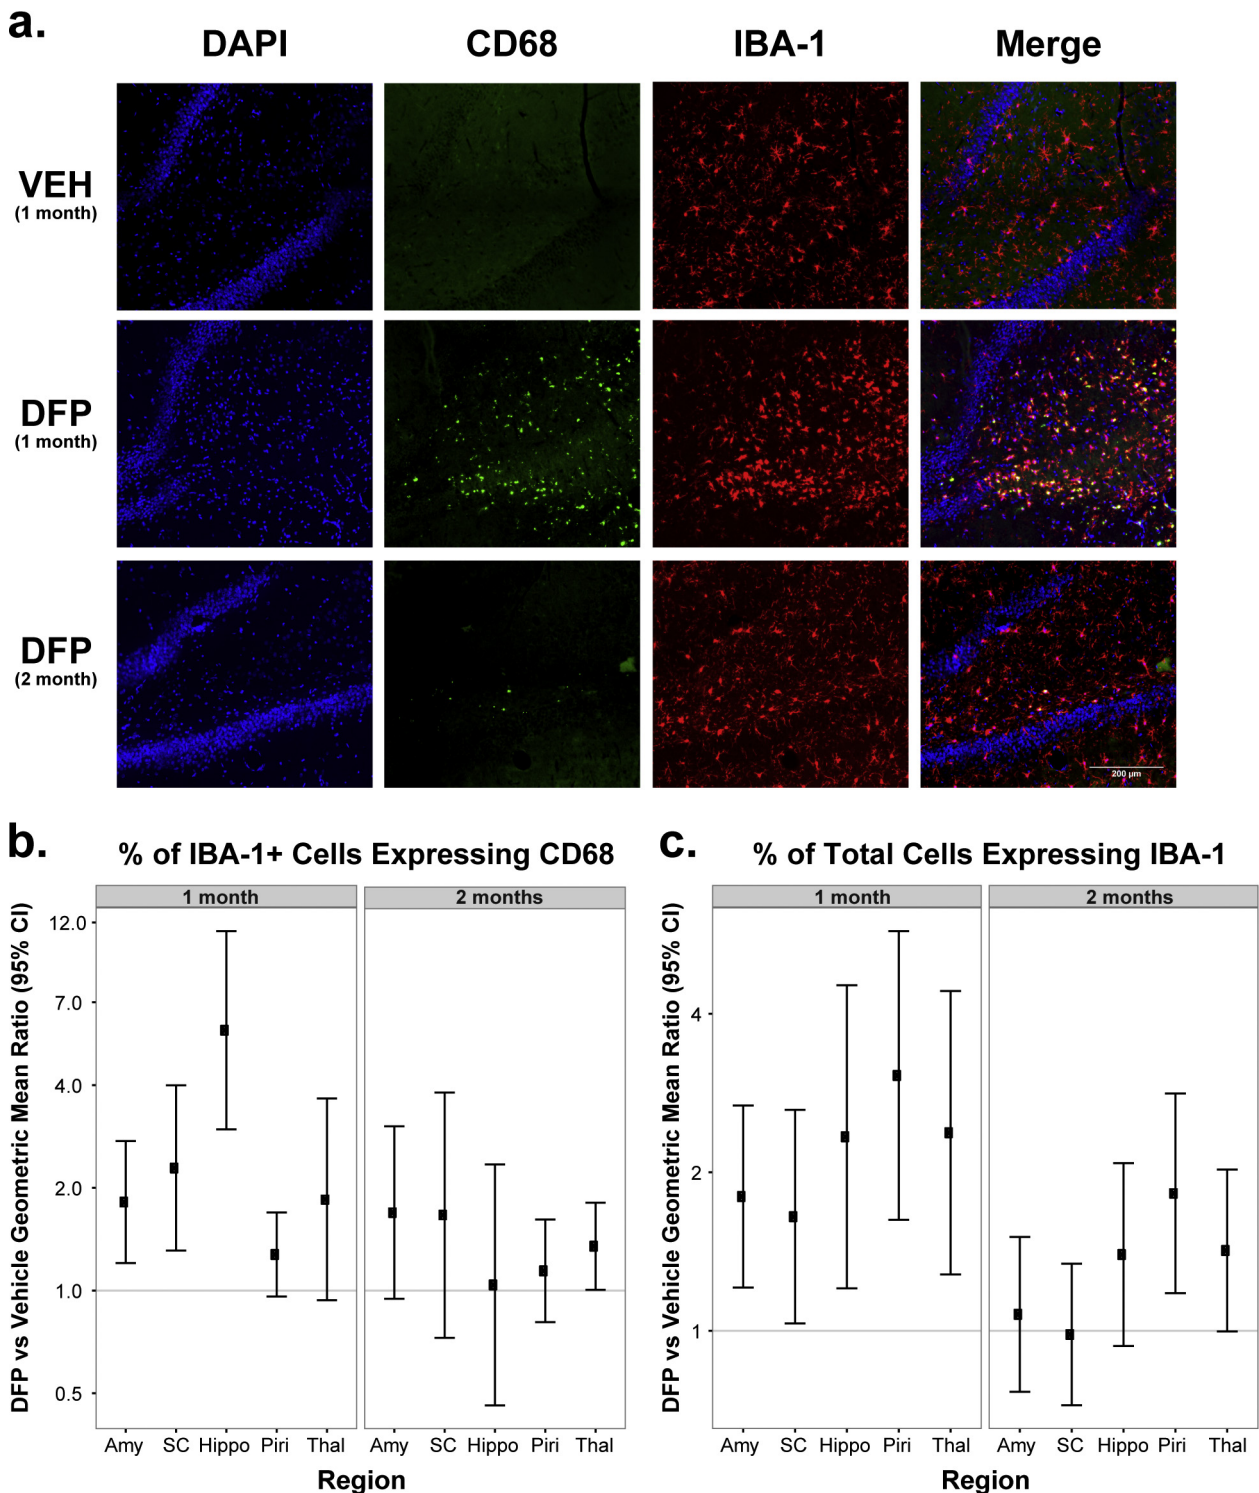 a.
DAPI CD68 IBA-1 Merge
VEH
(1 month)
DFP
(1 month)
DFP
(2 month)
200 µm
b.
% of IBA-1+ Cells Expressing CD68
DFP vs Vehicle Geometric Mean Ratio (95% CI)
1 month 2 months
12.0
7.0
4.0
2.0
1.0
0.5
Amy SC Hippo Piri Thal Amy SC Hippo Piri Thal
Region
c.
% of Total Cells Expressing IBA-1
DFP vs Vehicle Geometric Mean Ratio (95% CI)
1 month 2 months
4
2
1
Amy SC Hippo Piri Thal Amy SC Hippo Piri Thal
Region